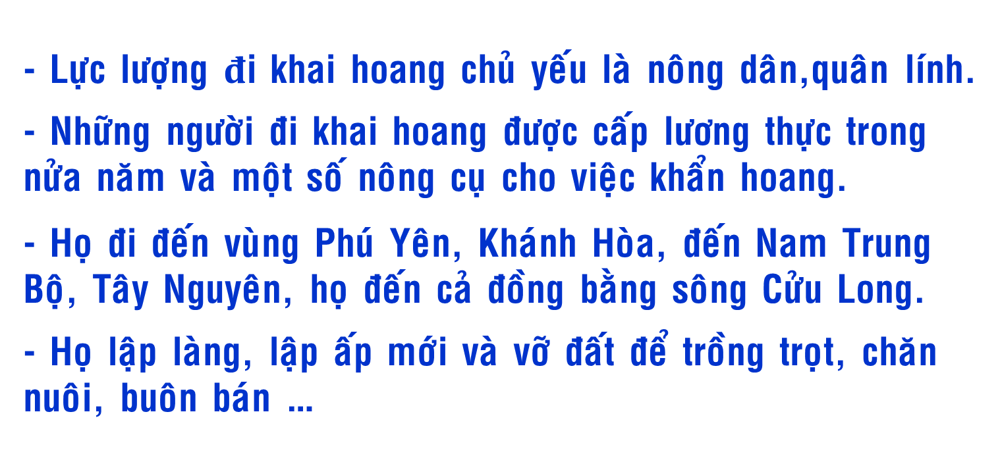 - Lực lượng đi khai hoang chủ yếu là nông dân,quân lính.
- Những người đi khai hoang được cấp lương thực trong
nửa năm và một số nông cụ cho việc khẩn hoang.
- Họ đi đến vùng Phú Yên, Khánh Hòa, đến Nam Trung
Bộ, Tây Nguyên, họ đến cả đồng bằng sông Cửu Long.
- Họ lập làng, lập ấp mới và vỡ đất để trồng trọt, chăn
nuôi, buôn bán ...